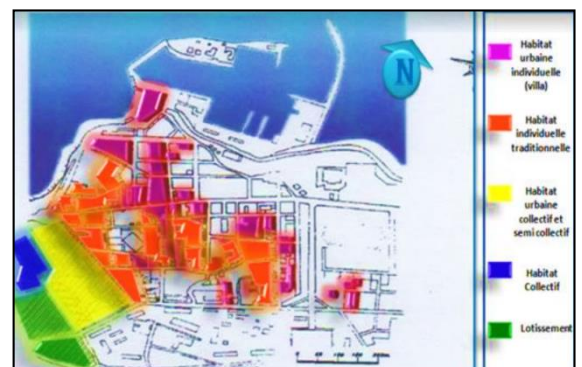 N
Habitat
urbaine
individuelle
(villa)
Habitat
individuelle
traditionnelle
Habitat
urbaine
collectif et
semi collectif
Habitat
Collectif
Lotissement